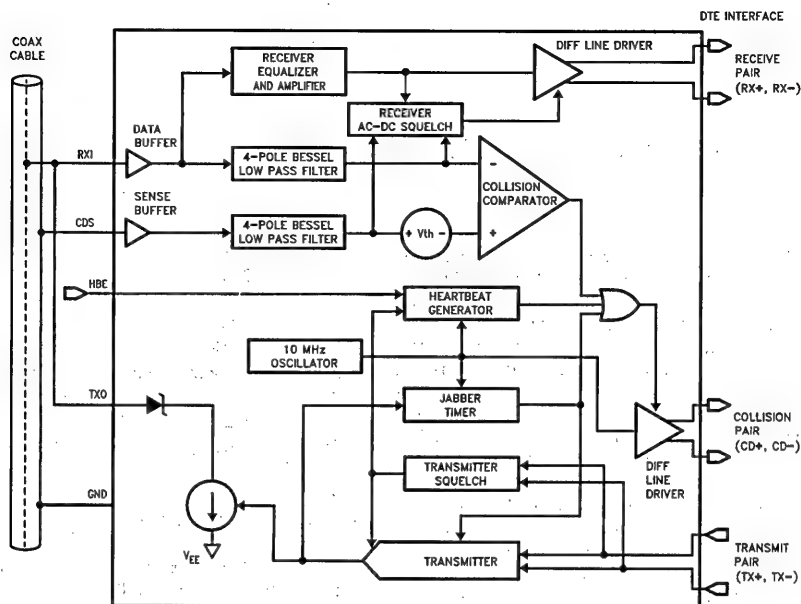 DTE INTERFACE
COAX
CABLE
RECEIVER
EQUALIZER
AND AMPLIFIER
DIFF LINE DRIVER
RECEIVE
PAIR
(RX+, RX−)
RECEIVER
AC-DC SQUELCH
DATA
BUFFER
RXI
4-POLE BESSEL
LOW PASS FILTER
−
COLLISION
COMPARATOR
SENSE
BUFFER
CDS
4-POLE BESSEL
LOW PASS FILTER
+ Vth −
+
HBE
HEARTBEAT
GENERATOR
10 MHz
OSCILLATOR
TXO
JABBER
TIMER
COLLISION
PAIR
(CD+, CD−)
TRANSMITTER
SQUELCH
DIFF
LINE
DRIVER
GND
VEE
TRANSMITTER
TRANSMIT
PAIR
(TX+, TX−)